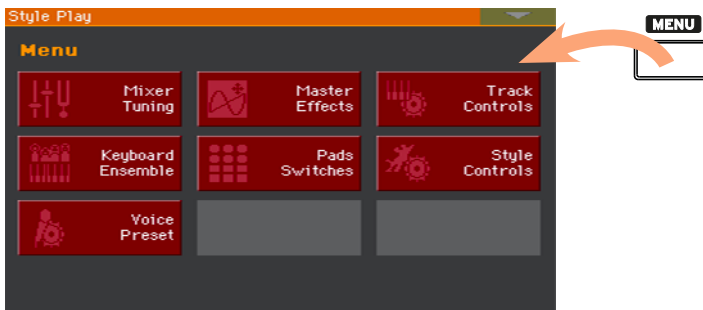 Style Play
MENU
Menu
Mixer
Tuning
Master
Effects
Track
Controls
Keyboard
Ensemble
Pads
Switches
Style
Controls
Voice
Preset